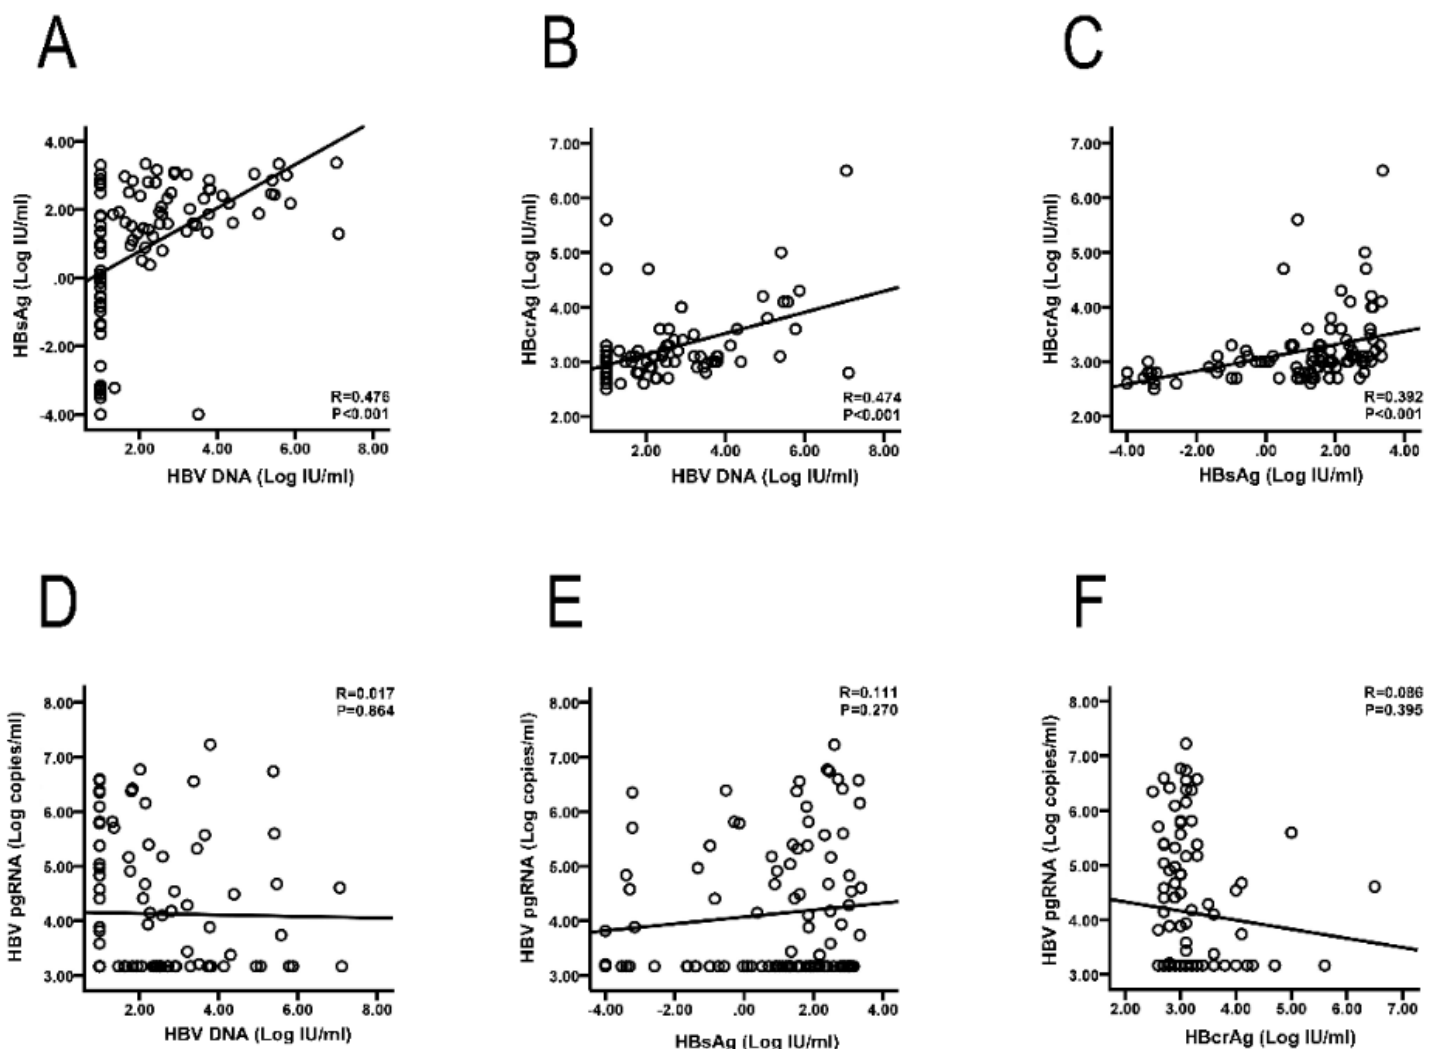 A
B
C
4.00
2.00
.00
-2.00
-4.00
HBsAg (Log IU/ml)
R=0.476
P<0.001
2.00 4.00 6.00 8.00
HBV DNA (Log IU/ml)
7.00
6.00
5.00
4.00
3.00
2.00
HBcrAg (Log IU/ml)
R=0.474
P<0.001
2.00 4.00 6.00 8.00
HBV DNA (Log IU/ml)
7.00
6.00
5.00
4.00
3.00
2.00
HBcrAg (Log IU/ml)
R=0.392
P<0.001
-4.00 -2.00 .00 2.00 4.00
HBsAg (Log IU/ml)
D
E
F
R=0.017
P=0.864
8.00
7.00
6.00
5.00
4.00
3.00
HBV pgRNA (Log copies/ml)
2.00 4.00 6.00 8.00
HBV DNA (Log IU/ml)
R=0.111
P=0.270
8.00
7.00
6.00
5.00
4.00
3.00
HBV pgRNA (Log copies/ml)
-4.00 -2.00 .00 2.00 4.00
HBsAg (Log IU/ml)
R=0.086
P=0.395
8.00
7.00
6.00
5.00
4.00
3.00
HBV pgRNA (Log copies/ml)
2.00 3.00 4.00 5.00 6.00 7.00
HBcrAg (Log IU/ml)